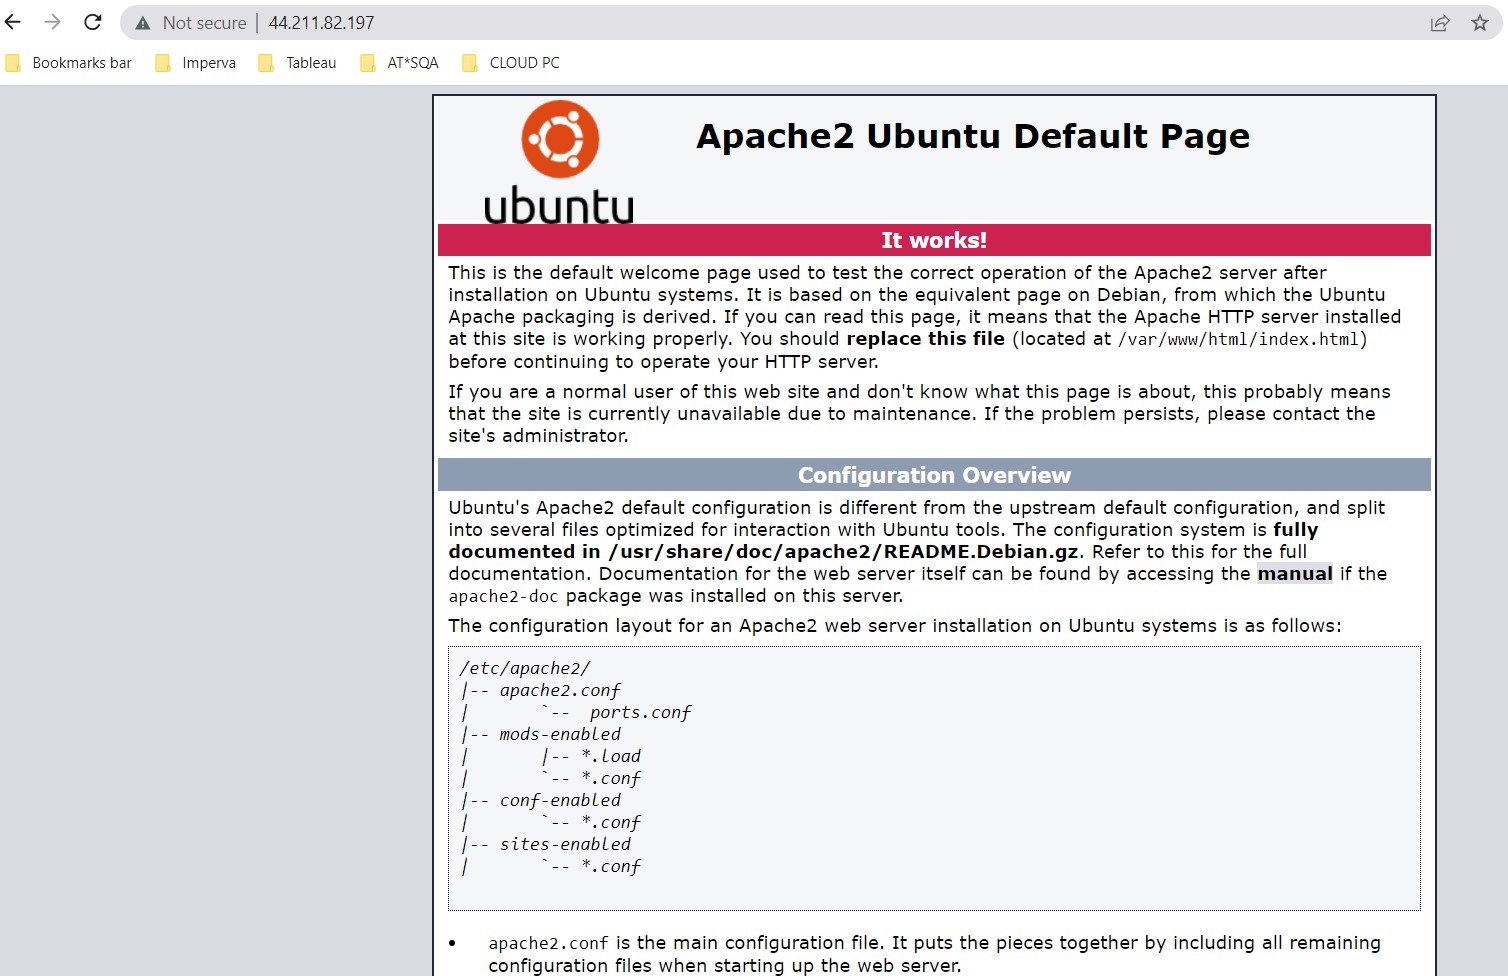 Not secure | 44.211.82.197
Bookmarks bar Imperva Tableau AT*SQA CLOUD PC
Apache2 Ubuntu Default Page
ubuntu
It works!
This is the default welcome page used to test the correct operation of the Apache2 server after
installation on Ubuntu systems. It is based on the equivalent page on Debian, from which the Ubuntu
Apache packaging is derived. If you can read this page, it means that the Apache HTTP server installed
at this site is working properly. You should replace this file (located at /var/www/html/index.html)
before continuing to operate your HTTP server.
If you are a normal user of this web site and don't know what this page is about, this probably means
that the site is currently unavailable due to maintenance. If the problem persists, please contact the
site's administrator.
Configuration Overview
Ubuntu's Apache2 default configuration is different from the upstream default configuration, and split
into several files optimized for interaction with Ubuntu tools. The configuration system is fully
documented in /usr/share/doc/apache2/README.Debian.gz. Refer to this for the full
documentation. Documentation for the web server itself can be found by accessing the manual if the
apache2-doc package was installed on this server.
The configuration layout for an Apache2 web server installation on Ubuntu systems is as follows:
/etc/apache2/
|-- apache2.conf
|       `--  ports.conf
|-- mods-enabled
|       |-- *.load
|       `-- *.conf
|-- conf-enabled
|       `-- *.conf
|-- sites-enabled
|       `-- *.conf
• apache2.conf is the main configuration file. It puts the pieces together by including all remaining
configuration files when starting up the web server.